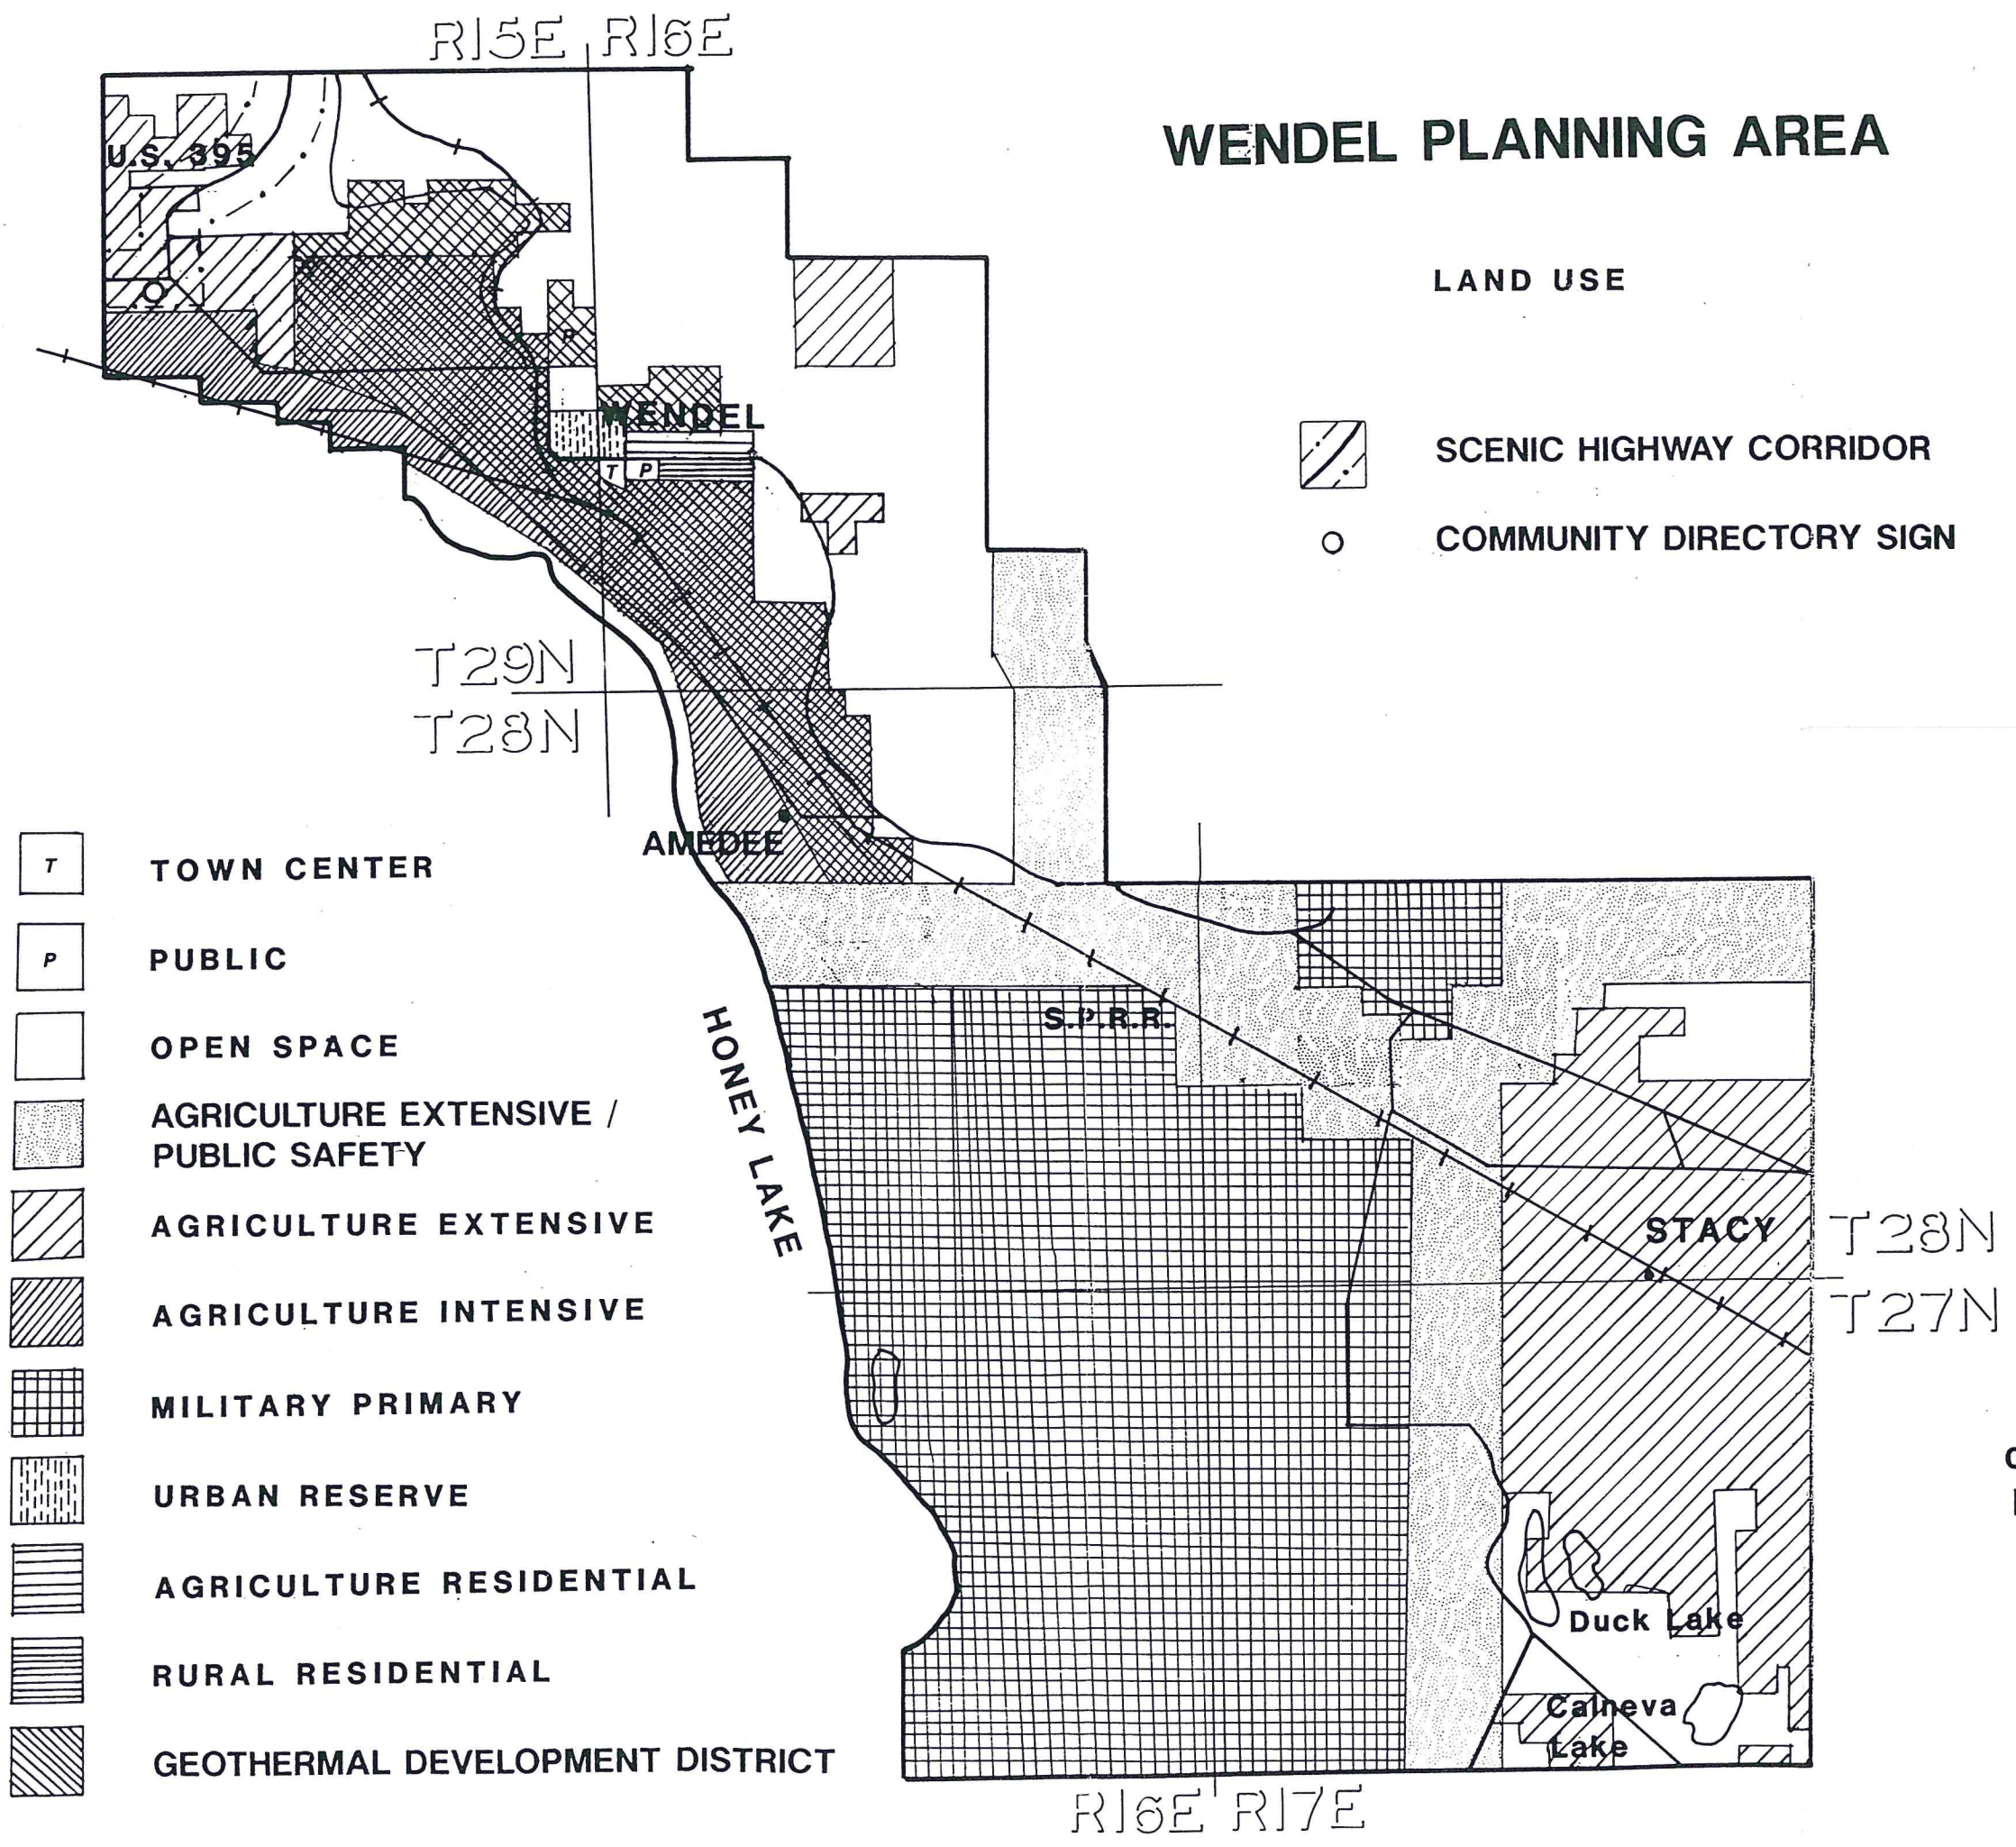 R15E R16E
WENDEL PLANNING AREA
U.S. 395
LAND USE
P
WENDEL
SCENIC HIGHWAY CORRIDOR
T P
COMMUNITY DIRECTORY SIGN
T29N
T28N
AMEDEE
T TOWN CENTER
P PUBLIC
OPEN SPACE
S.P.R.R.
HONEY LAKE
AGRICULTURE EXTENSIVE /
PUBLIC SAFETY
AGRICULTURE EXTENSIVE
STACY T28N
T27N
AGRICULTURE INTENSIVE
MILITARY PRIMARY
URBAN RESERVE
AGRICULTURE RESIDENTIAL
Duck Lake
RURAL RESIDENTIAL
Calneva
Lake
GEOTHERMAL DEVELOPMENT DISTRICT
R16E R17E